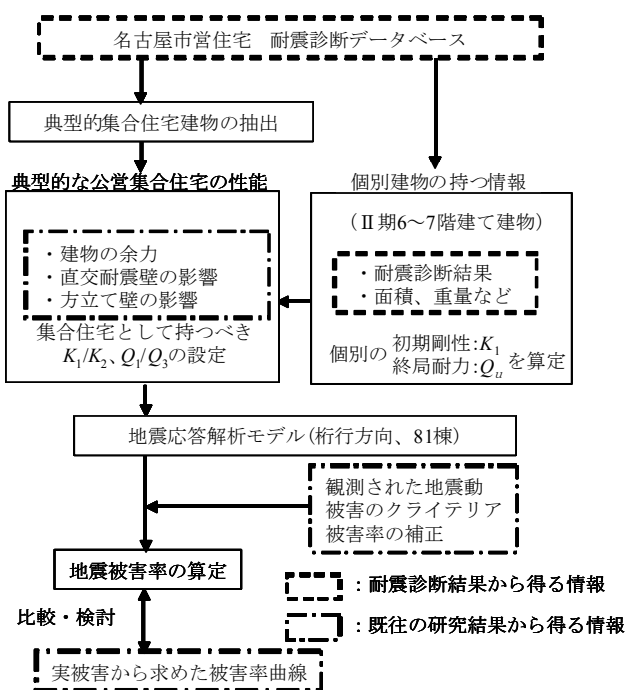 名古屋市営住宅 耐震診断データベース
典型的集合住宅建物の抽出
典型的な公営集合住宅の性能
・建物の余力
・直交耐震壁の影響
・方立て壁の影響
集合住宅として持つべき
K1/K2、Q1/Q3の設定
個別建物の持つ情報
(Ⅱ期6～7階建て建物)
・耐震診断結果
・面積、重量など
個別の 初期剛性:K1 終局耐力:Qu を算定
地震応答解析モデル(桁行方向、81棟)
観測された地震動
被害のクライテリア
被害率の補正
地震被害率の算定
比較・検討
実被害から求めた被害率曲線
：耐震診断結果から得る情報
：既往の研究結果から得る情報